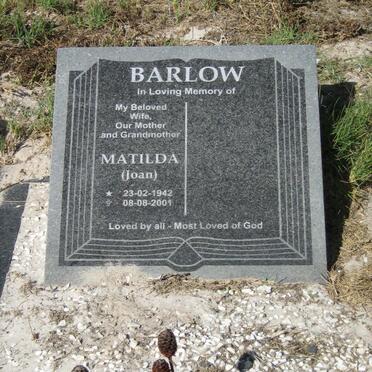 BARLOW
In Loving Memory of
My Beloved
Wife,
Our Mother
and Grandmother
MATILDA
(Joan)
★ 23-02-1942
✞ 08-08-2001
Loved by all - Most Loved of God